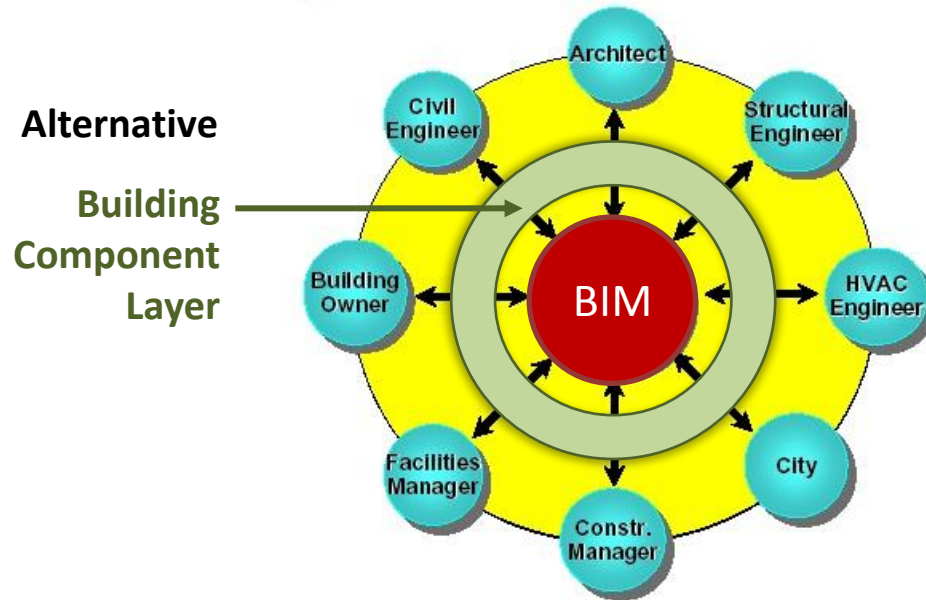 Alternative
Building
Component
Layer
Architect
Civil
Engineer
Structural
Engineer
Building
Owner
BIM
HVAC
Engineer
Facilities
Manager
City
Constr.
Manager